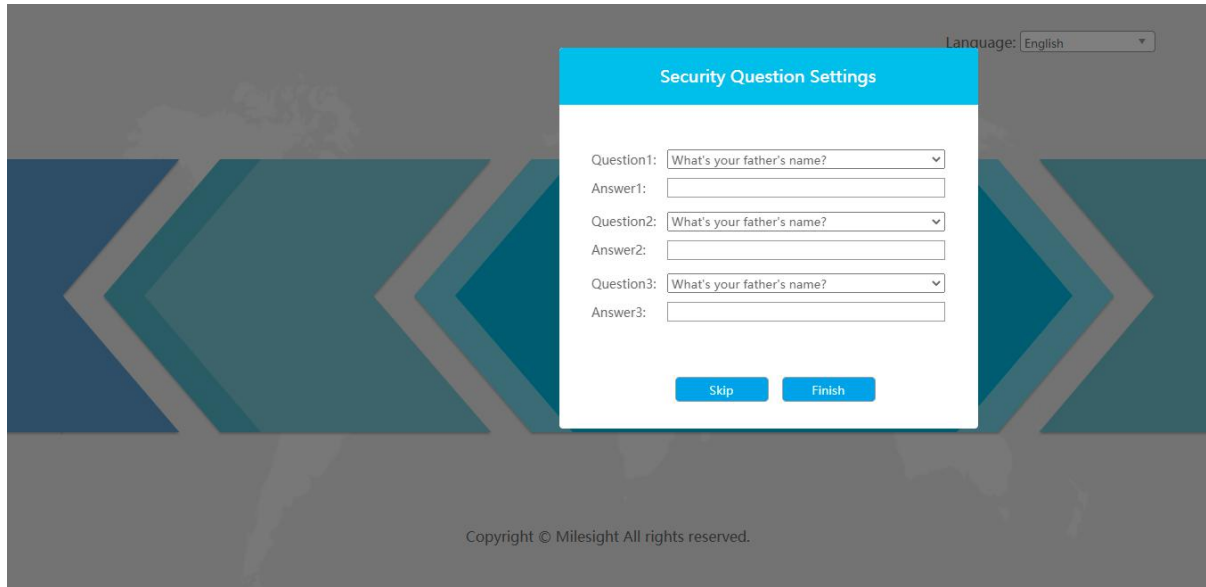 Language: English
Security Question Settings
Question1: What's your father's name?
Answer1:
Question2: What's your father's name?
Answer2:
Question3: What's your father's name?
Answer3:
Skip Finish
Copyright © Milesight All rights reserved.